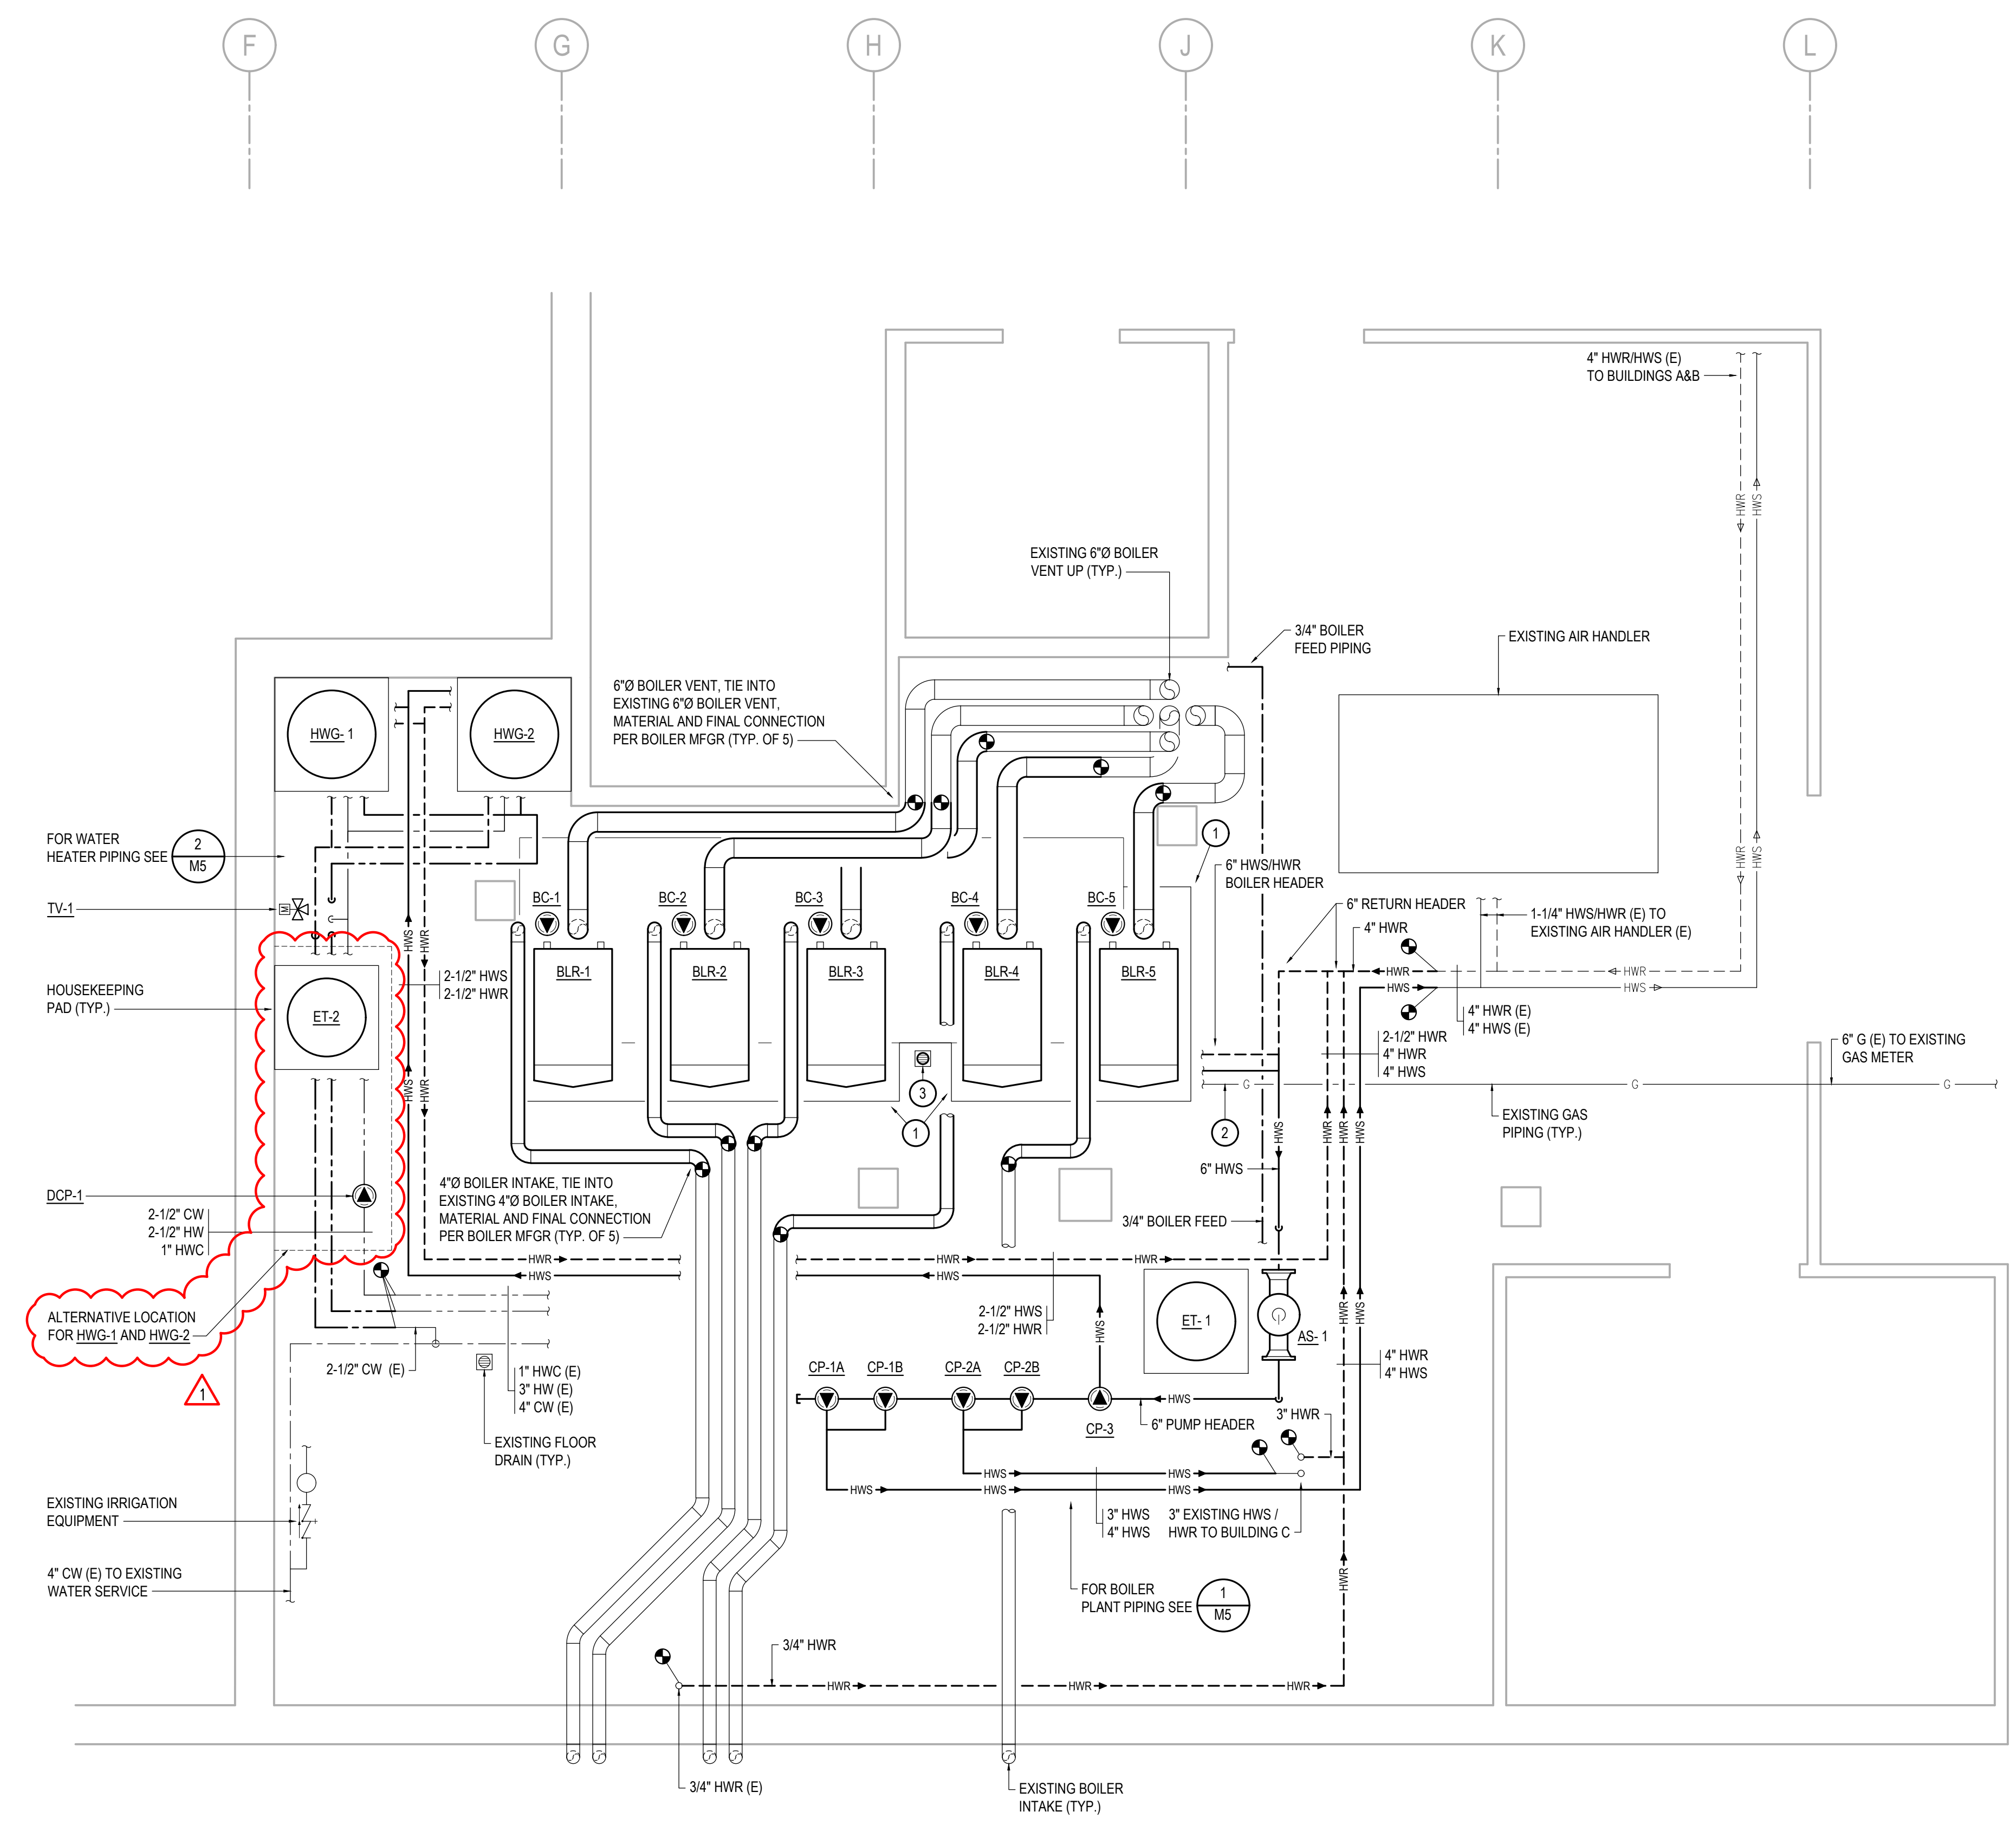 F
G
H
J
K
L
4" HWR/HWS (E)
TO BUILDINGS A&B
HWR
HWS
EXISTING 6"Ø BOILER
VENT UP (TYP.)
3/4" BOILER
FEED PIPING
EXISTING AIR HANDLER
6"Ø BOILER VENT, TIE INTO
EXISTING 6"Ø BOILER VENT,
MATERIAL AND FINAL CONNECTION
PER BOILER MFGR (TYP. OF 5)
HWG- 1
HWG-2
FOR WATER
HEATER PIPING SEE
2
M5
1
6" HWS/HWR
BOILER HEADER
HWR
HWS
TV-1
M
BC-1
BC-2
BC-3
BC-4
BC-5
6" RETURN HEADER
4" HWR
1-1/4" HWS/HWR (E) TO
EXISTING AIR HANDLER (E)
HWS
HWR
BLR-1
BLR-2
BLR-3
BLR-4
BLR-5
HWR
HWR
HWS
HWS
2-1/2" HWS
2-1/2" HWR
HOUSEKEEPING
PAD (TYP.)
ET-2
4" HWR (E)
4" HWS (E)
2-1/2" HWR
4" HWR
4" HWS
6" G (E) TO EXISTING
GAS METER
3
HWS
HWR
G
G
G
EXISTING GAS
PIPING (TYP.)
1
2
HWS
HWR
HWR
HWS
6" HWS
DCP-1
2-1/2" CW
2-1/2" HW
1" HWC
4"Ø BOILER INTAKE, TIE INTO
EXISTING 4"Ø BOILER INTAKE,
MATERIAL AND FINAL CONNECTION
PER BOILER MFGR (TYP. OF 5)
3/4" BOILER FEED
HWR
HWR
HWR
HWS
HWS
ALTERNATIVE LOCATION
FOR HWG-1 AND HWG-2
1
2-1/2" HWS
2-1/2" HWR
HWS
ET- 1
AS- 1
HWR
HWS
4" HWR
4" HWS
2-1/2" CW (E)
1" HWC (E)
3" HW (E)
4" CW (E)
CP-1A
CP-1B
CP-2A
CP-2B
HWS
CP-3
6" PUMP HEADER
3" HWR
EXISTING FLOOR
DRAIN (TYP.)
HWS
HWS
HWS
HWS
HWS
EXISTING IRRIGATION
EQUIPMENT
3" HWS
4" HWS
3" EXISTING HWS /
HWR TO BUILDING C
4" CW (E) TO EXISTING
WATER SERVICE
FOR BOILER
PLANT PIPING SEE
1
M5
HWR
3/4" HWR
HWR
HWR
HWR
3/4" HWR (E)
EXISTING BOILER
INTAKE (TYP.)